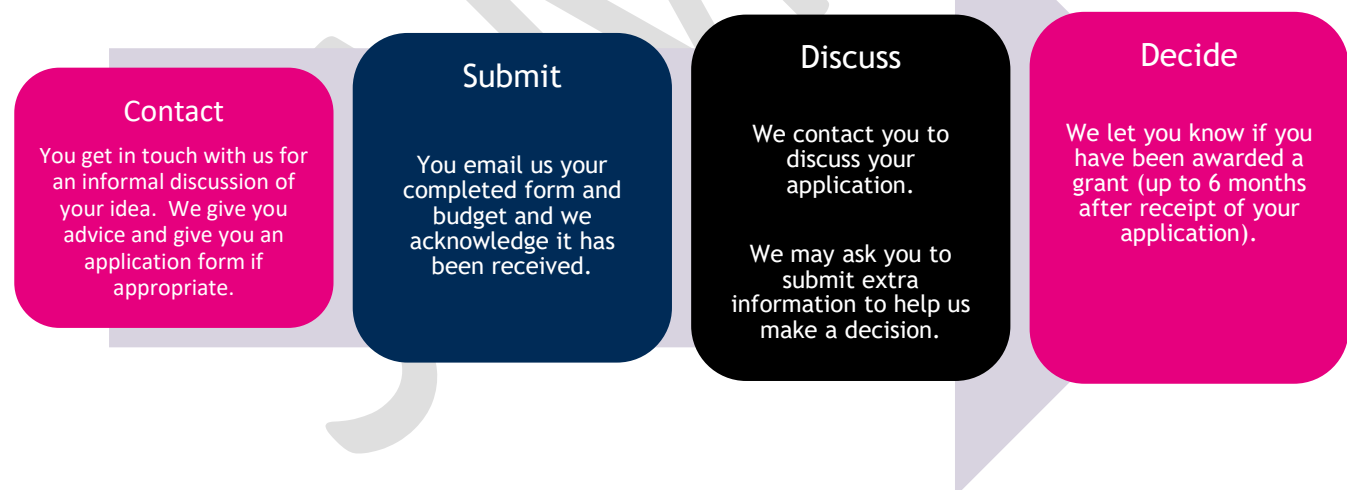 Contact
You get in touch with us for
an informal discussion of
your idea.  We give you
advice and give you an
application form if
appropriate.
Submit
You email us your
completed form and
budget and we
acknowledge it has
been received.
Discuss
We contact you to
discuss your
application.
We may ask you to
submit extra
information to help us
make a decision.
Decide
We let you know if you
have been awarded a
grant (up to 6 months
after receipt of your
application).